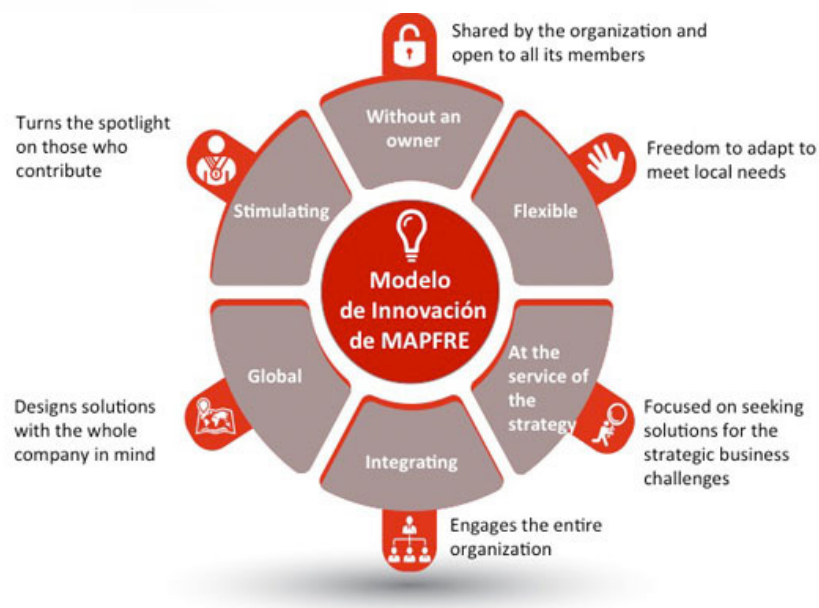 Shared by the organization and
open to all its members
Without an
owner
Turns the spotlight
on those who
contribute
Stimulating
Freedom to adapt to
meet local needs
Flexible
Modelo
de Innovación
de MAPFRE
Global
Designs solutions
with the whole
company in mind
At the
service of
the
strategy
Focused on seeking
solutions for the
strategic business
challenges
Integrating
Engages the entire
organization